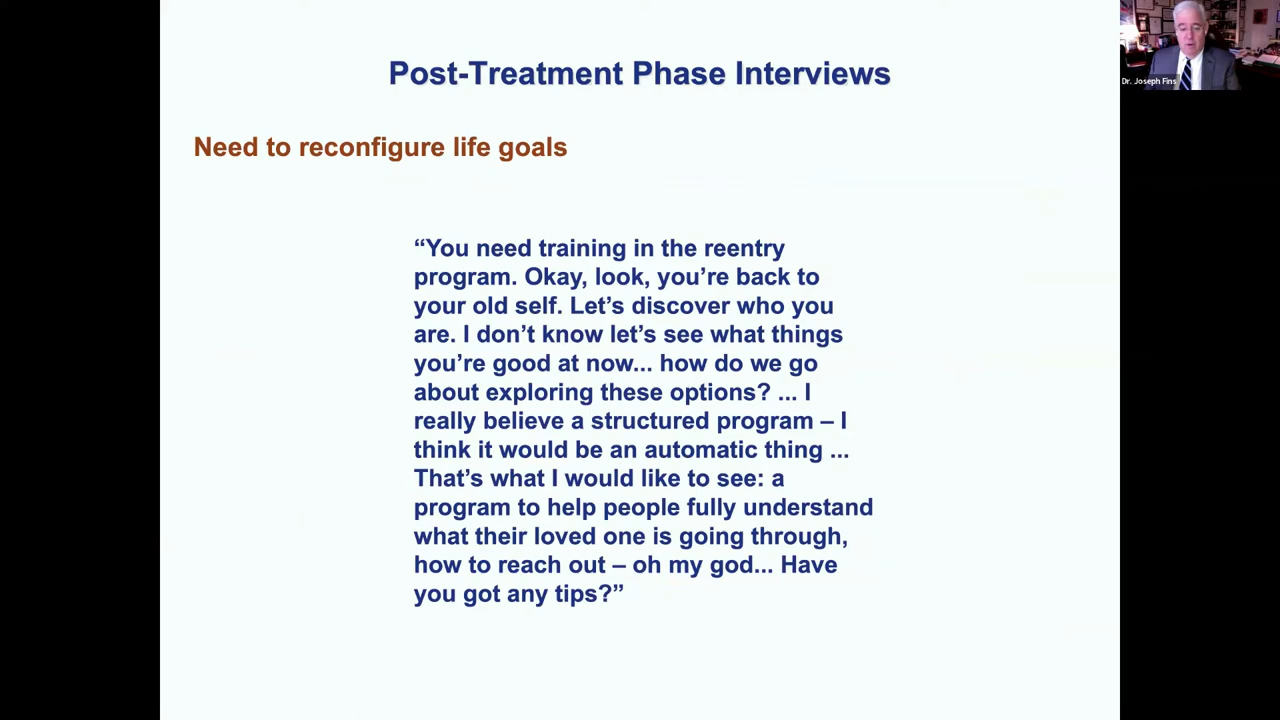 Post-Treatment Phase Interviews
Dr. Joseph Fins
Need to reconfigure life goals
“You need training in the reentry
program. Okay, look, you’re back to
your old self. Let’s discover who you
are. I don’t know let’s see what things
you’re good at now... how do we go
about exploring these options? ... I
really believe a structured program – I
think it would be an automatic thing ...
That’s what I would like to see: a
program to help people fully understand
what their loved one is going through,
how to reach out – oh my god... Have
you got any tips?”